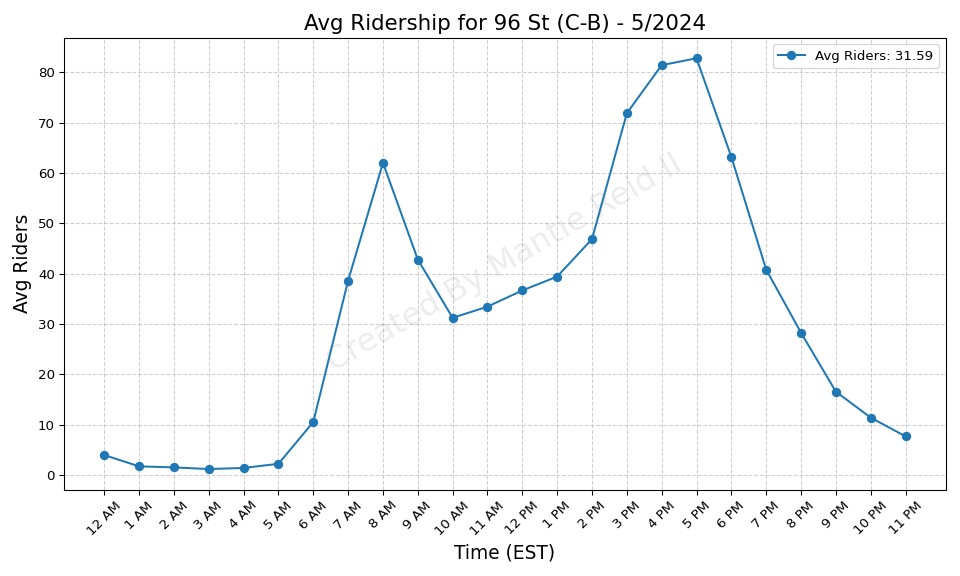 Avg Ridership for 96 St (C-B) - 5/2024
Avg Riders: 31.59
80
70
60
50
40
30
20
10
0
Avg Riders
Created By Mantie Reid II
12 AM
1 AM
2 AM
3 AM
4 AM
5 AM
6 AM
7 AM
8 AM
9 AM
10 AM
11 AM
12 PM
1 PM
2 PM
3 PM
4 PM
5 PM
6 PM
7 PM
8 PM
9 PM
10 PM
11 PM
Time (EST)